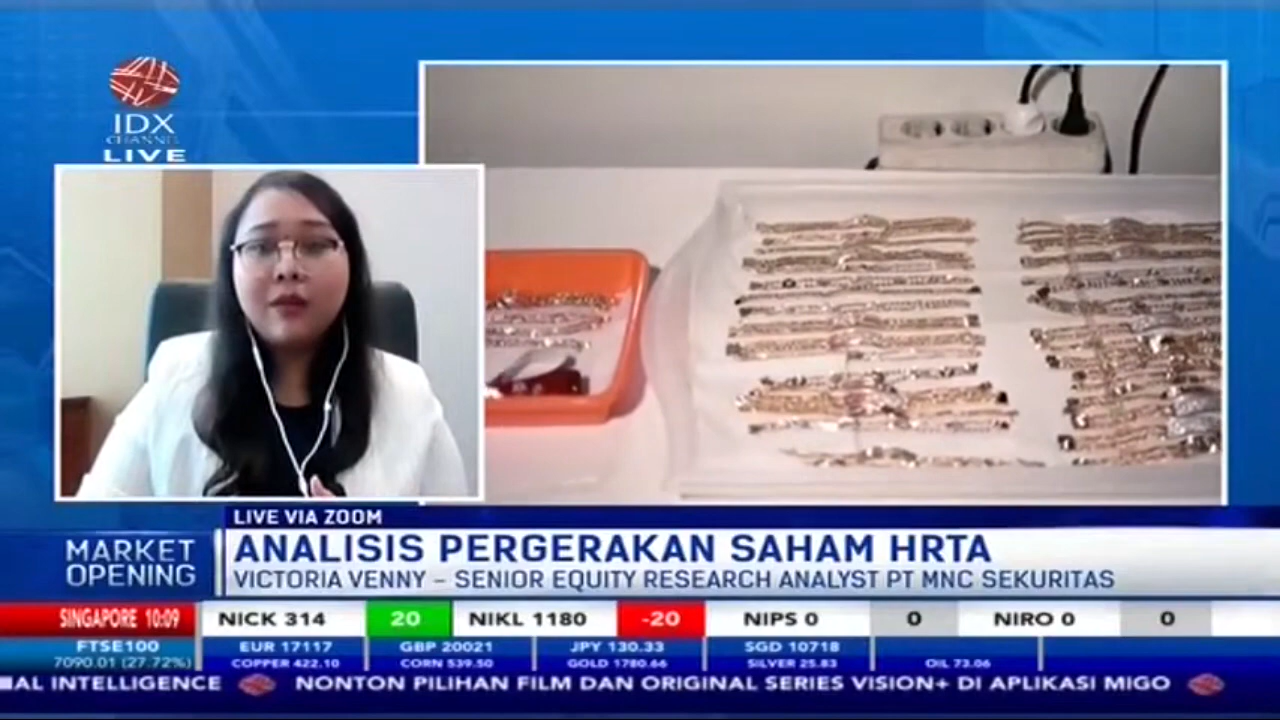 IDX
CHANNEL
LIVE
LIVE VIA ZOOM
MARKET OPENING
ANALISIS PERGERAKAN SAHAM HRTA
VICTORIA VENNY – SENIOR EQUITY RESEARCH ANALYST PT MNC SEKURITAS
SINGAPORE 10:09 NICK 314 20 NIKL 1180 -20 NIPS 0 0 NIRO 0 0
FTSE100 EUR 17117 GBP 20021 JPY 130.33 SGD 10718
7090.01 (27.72%) COPPER 422.10 CORN 539.50 GOLD 1780.66 SILVER 25.83 OIL 73.06
AL INTELLIGENCE NONTON PILIHAN FILM DAN ORIGINAL SERIES VISION+ DI APLIKASI MIGO